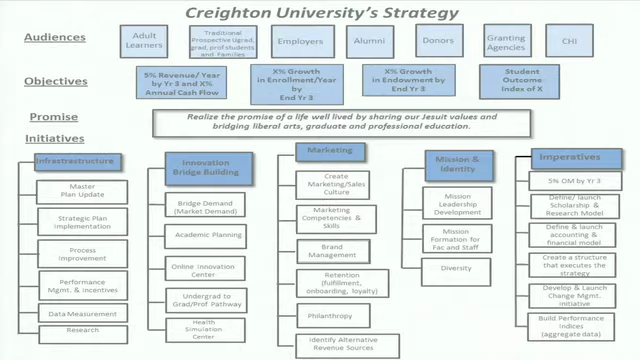 Creighton University's Strategy
Audiences
Adult
Learners
Traditional
Prospective Ugrad,
grad, prof students
and Families
Employers
Alumni
Donors
Granting
Agencies
CHI
Objectives
5% Revenue/ Year
by Yr 3 and X%
Annual Cash Flow
X% Growth
in Enrollment/Year
by
End Yr 3
X% Growth
in Endowment by
End Yr 3
Student
Outcome
Index of X
Promise
Realize the promise of a life well lived by sharing our Jesuit values and
bridging liberal arts, graduate and professional education.
Initiatives
Infrastrasture
Master
Plan Update
Strategic Plan
Implementation
Process
Improvement
Performance
Mgmt. & Incentives
Data Measurement
Research
Innovation
Bridge Building
Bridge Demand
(Market Demand)
Academic Planning
Online Innovation
Center
Undergrad to
Grad/Prof Pathway
Health
Simulation
Center
Marketing
Create
Marketing/Sales
Culture
Marketing
Competencies &
Skills
Brand
Management
Retention
(fulfillment,
onboarding, loyalty)
Philanthropy
Identify Alternative
Revenue Sources
Mission &
Identity
Mission
Leadership
Development
Mission
Formation for
Fac and Staff
Diversity
Imperatives
5% OM by Yr 3
Define/ launch
Scholarship &
Research Model
Define & launch
accounting &
financial model
Create a structure
that executes the
strategy
Develop & Launch
Change Mgmt.
initiative
Build Performance
Indices
(aggregate data)